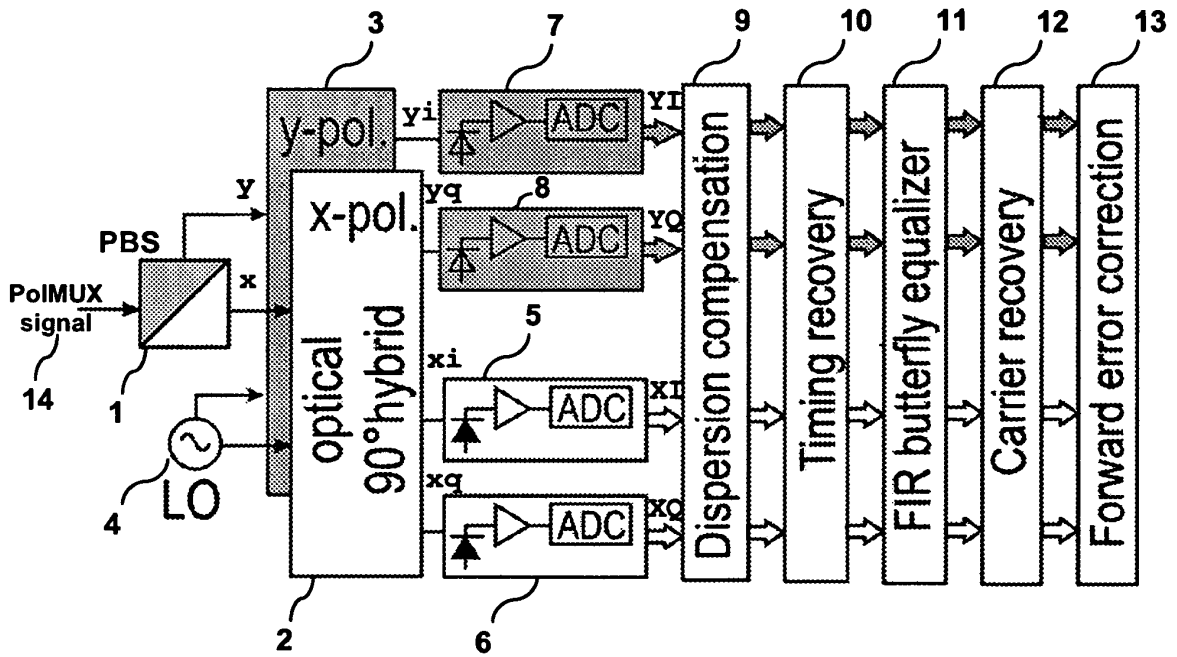 3
7
9
10
11
12
13
y-pol.
yi
ADC
YI
y
yq
8
ADC
YQ
x-pol.
PBS
x
PolMUX
signal
14
1
optical
90°hybrid
5
xi
ADC
XI
4
LO
xq
ADC
XQ
2
6
Dispersion compensation
Timing recovery
FIR butterfly equalizer
Carrier recovery
Forward error correction